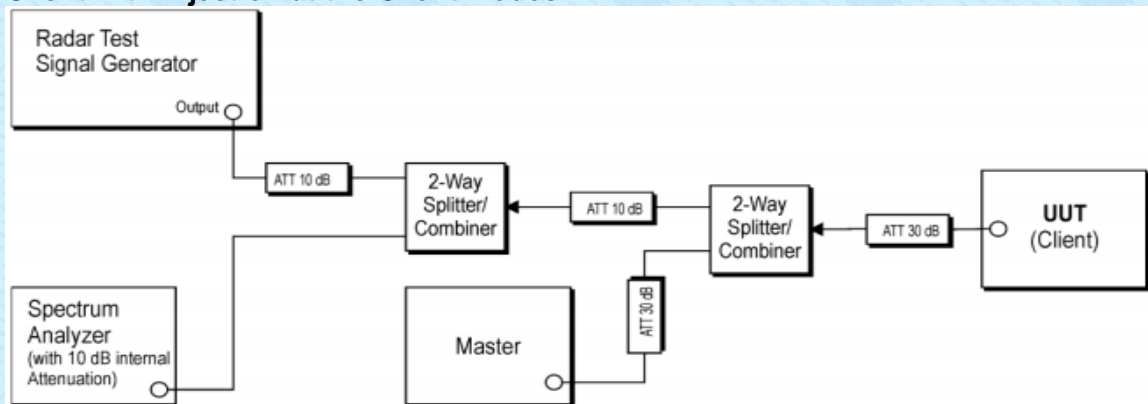 Radar Test
Signal Generator
Output
ATT 10 dB
2-Way
Splitter/
Combiner
ATT 10 dB
2-Way
Splitter/
Combiner
ATT 30 dB
UUT
(Client)
Spectrum
Analyzer
(with 10 dB internal
Attenuation)
Master
ATT 30 dB